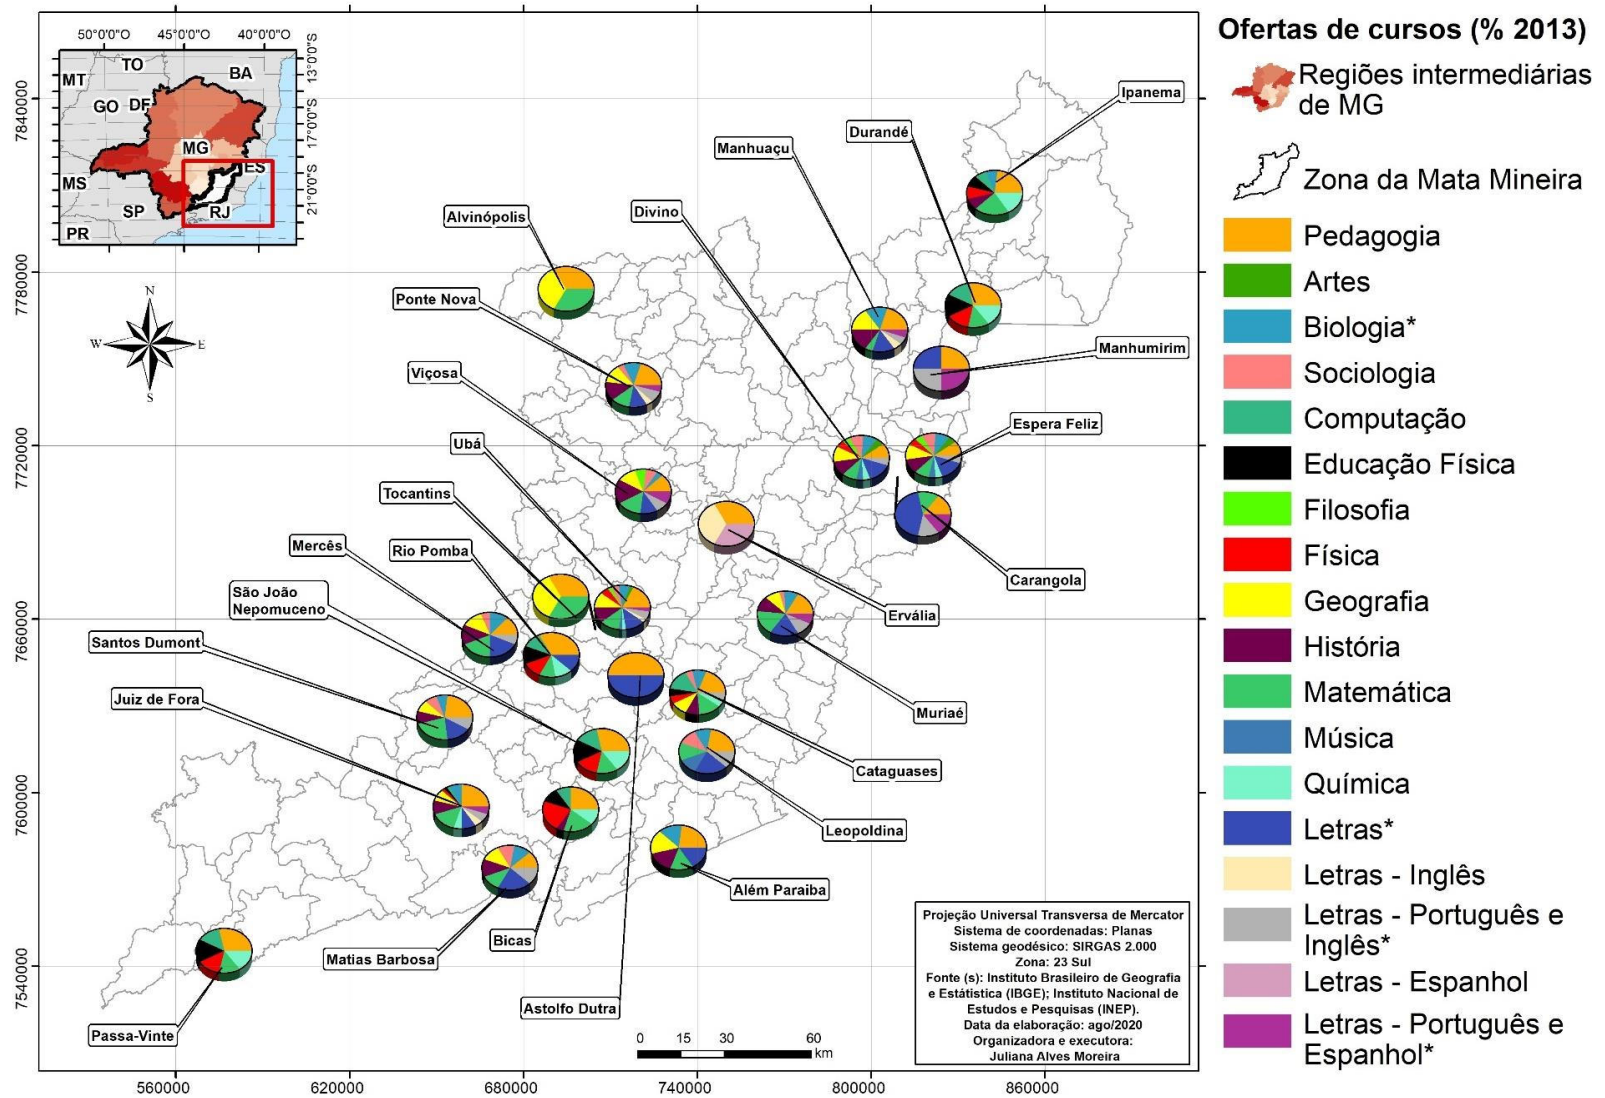 50°0'0"S
45°0'0"S
40°0'0"O
13°0'0"S
17°0'0"S
21°0'0"S
MT
TO
BA
GO
DF
MG
ES
MS
SP
RJ
PR
N
W
E
S
7840000
7780000
7720000
7660000
7600000
7540000
560000
620000
680000
740000
800000
860000
Ipanema
Durandé
Manhuaçu
Divino
Alvinópolis
Ponte Nova
Manhumirim
Viçosa
Espera Feliz
Ubá
Tocantins
Mercês
Rio Pomba
Carangola
São João
Nepomuceno
Ervália
Santos Dumont
Juiz de Fora
Muriaé
Cataguases
Leopoldina
Além Paraiba
Bicas
Matias Barbosa
Astolfo Dutra
Passa-Vinte
0 15 30 60
km
Projeção Universal Transversa de Mercator
Sistema de coordenadas: Planas
Sistema geodésico: SIRGAS 2.000
Zona: 23 Sul
Fonte (s): Instituto Brasileiro de Geografia
e Estátistica (IBGE); Instituto Nacional de
Estudos e Pesquisas (INEP).
Data da elaboração: ago/2020
Organizadora e executora:
Juliana Alves Moreira
Ofertas de cursos (% 2013)
Regiões intermediárias
de MG
Zona da Mata Mineira
Pedagogia
Artes
Biologia*
Sociologia
Computação
Educação Física
Filosofia
Física
Geografia
História
Matemática
Música
Química
Letras*
Letras - Inglês
Letras - Português e
Inglês*
Letras - Espanhol
Letras - Português e
Espanhol*